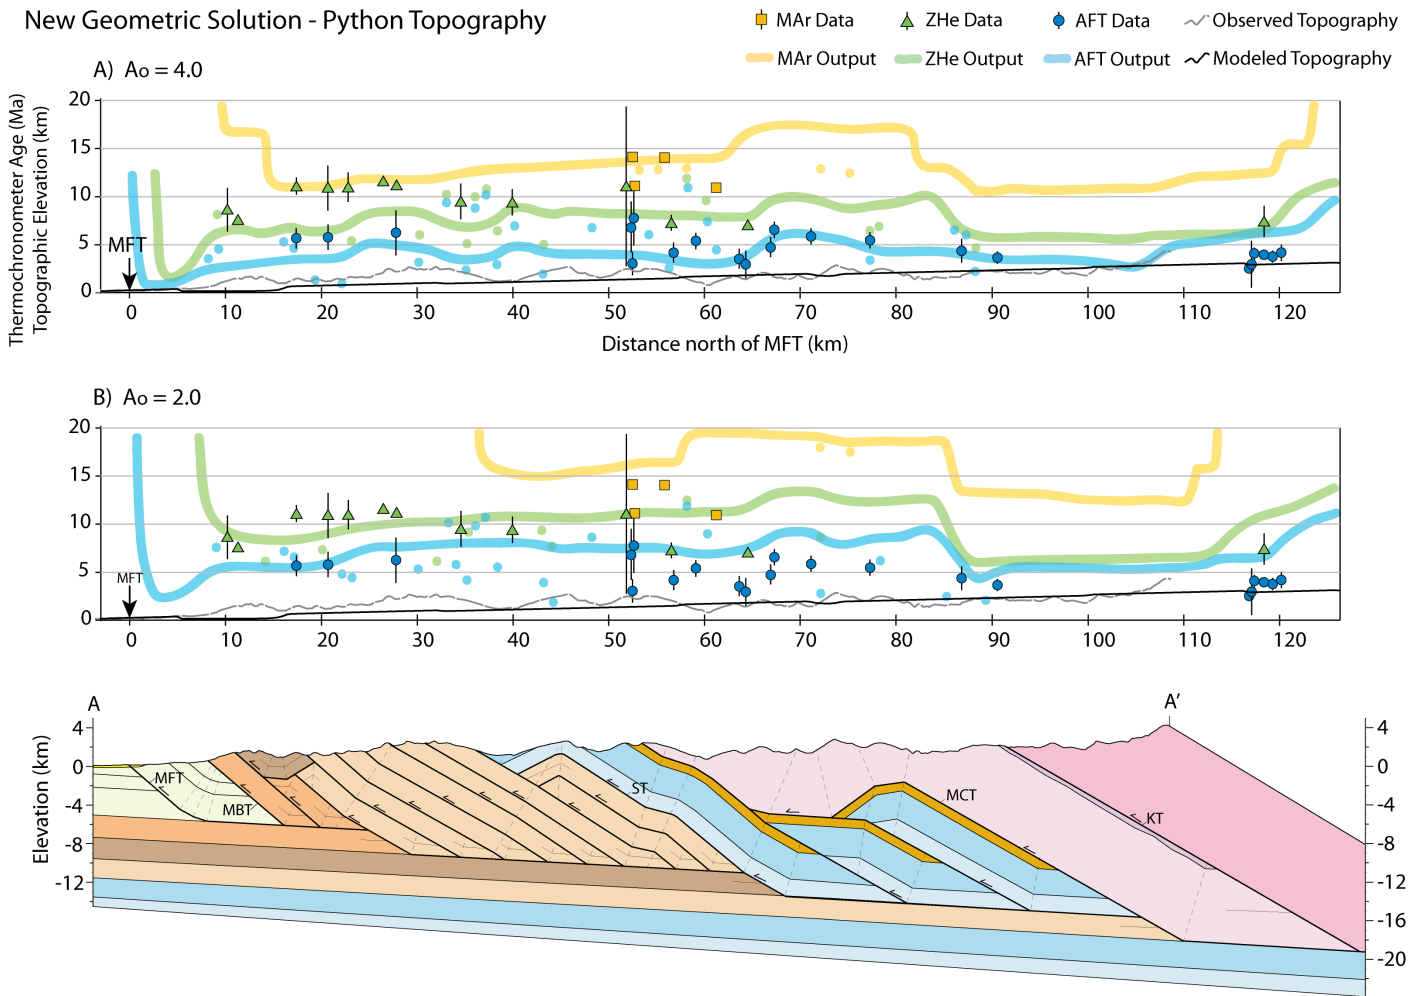 New Geometric Solution - Python Topography
MAr Data
ZHe Data
AFT Data
Observed Topography
MAr Output
ZHe Output
AFT Output
Modeled Topography
A) Ao = 4.0
Thermochronometer Age (Ma)
Topographic Elevation (km)
20
15
10
5
0
MFT
0 10 20 30 40 50 60 70 80 90 100 110 120
Distance north of MFT (km)
B) Ao = 2.0
20
15
10
5
0
MFT
0 10 20 30 40 50 60 70 80 90 100 110 120
A
A'
Elevation (km)
4
0
-4
-8
-12
MFT
MBT
ST
MCT
KT
4
0
-4
-8
-12
-16
-20